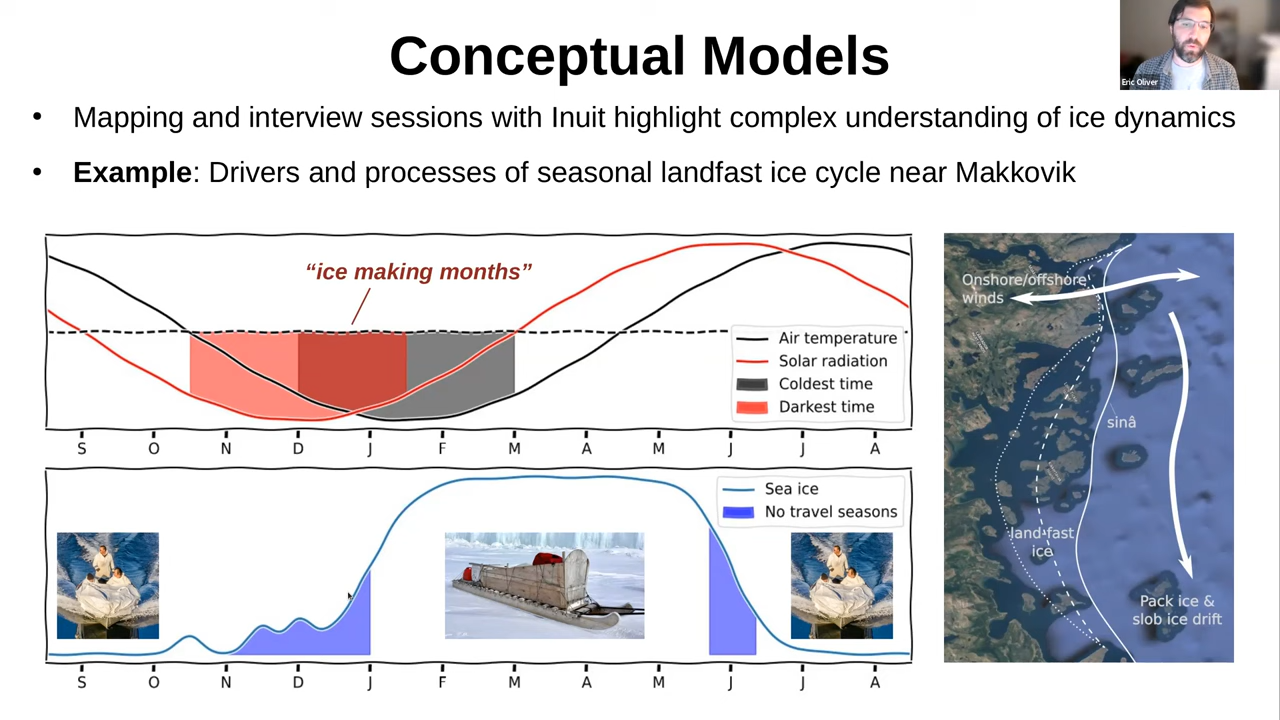 Conceptual Models
Eric Oliver
• Mapping and interview sessions with Inuit highlight complex understanding of ice dynamics
• Example: Drivers and processes of seasonal landfast ice cycle near Makkovik
“ice making months”
Air temperature
Solar radiation
Coldest time
Darkest time
S O N D J F M A M J J A
Sea ice
No travel seasons
S O N D J F M A M J J A
Onshore/offshore
winds
sinâ
land-fast
ice
Pack ice &
slob ice drift